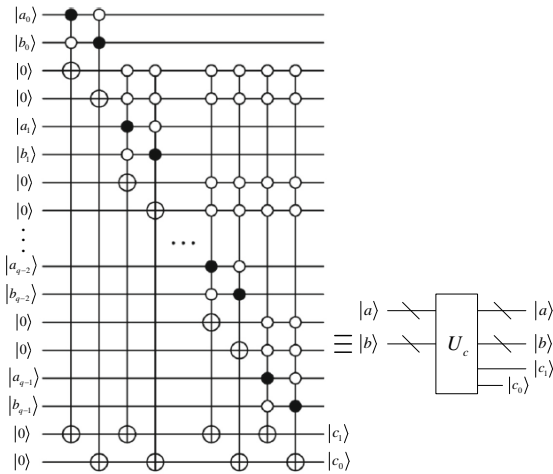 |a₀⟩
|b₀⟩
|0⟩
|0⟩
|a₁⟩
|b₁⟩
|0⟩
|0⟩
⋮
...
|a_{q-2}⟩
|b_{q-2}⟩
|0⟩
|0⟩
|a_{q-1}⟩
|b_{q-1}⟩
|0⟩ |c₁⟩
|0⟩ |c₀⟩
≡
|a⟩ |a⟩
|b⟩ U_c |b⟩
|c₁⟩
|c₀⟩